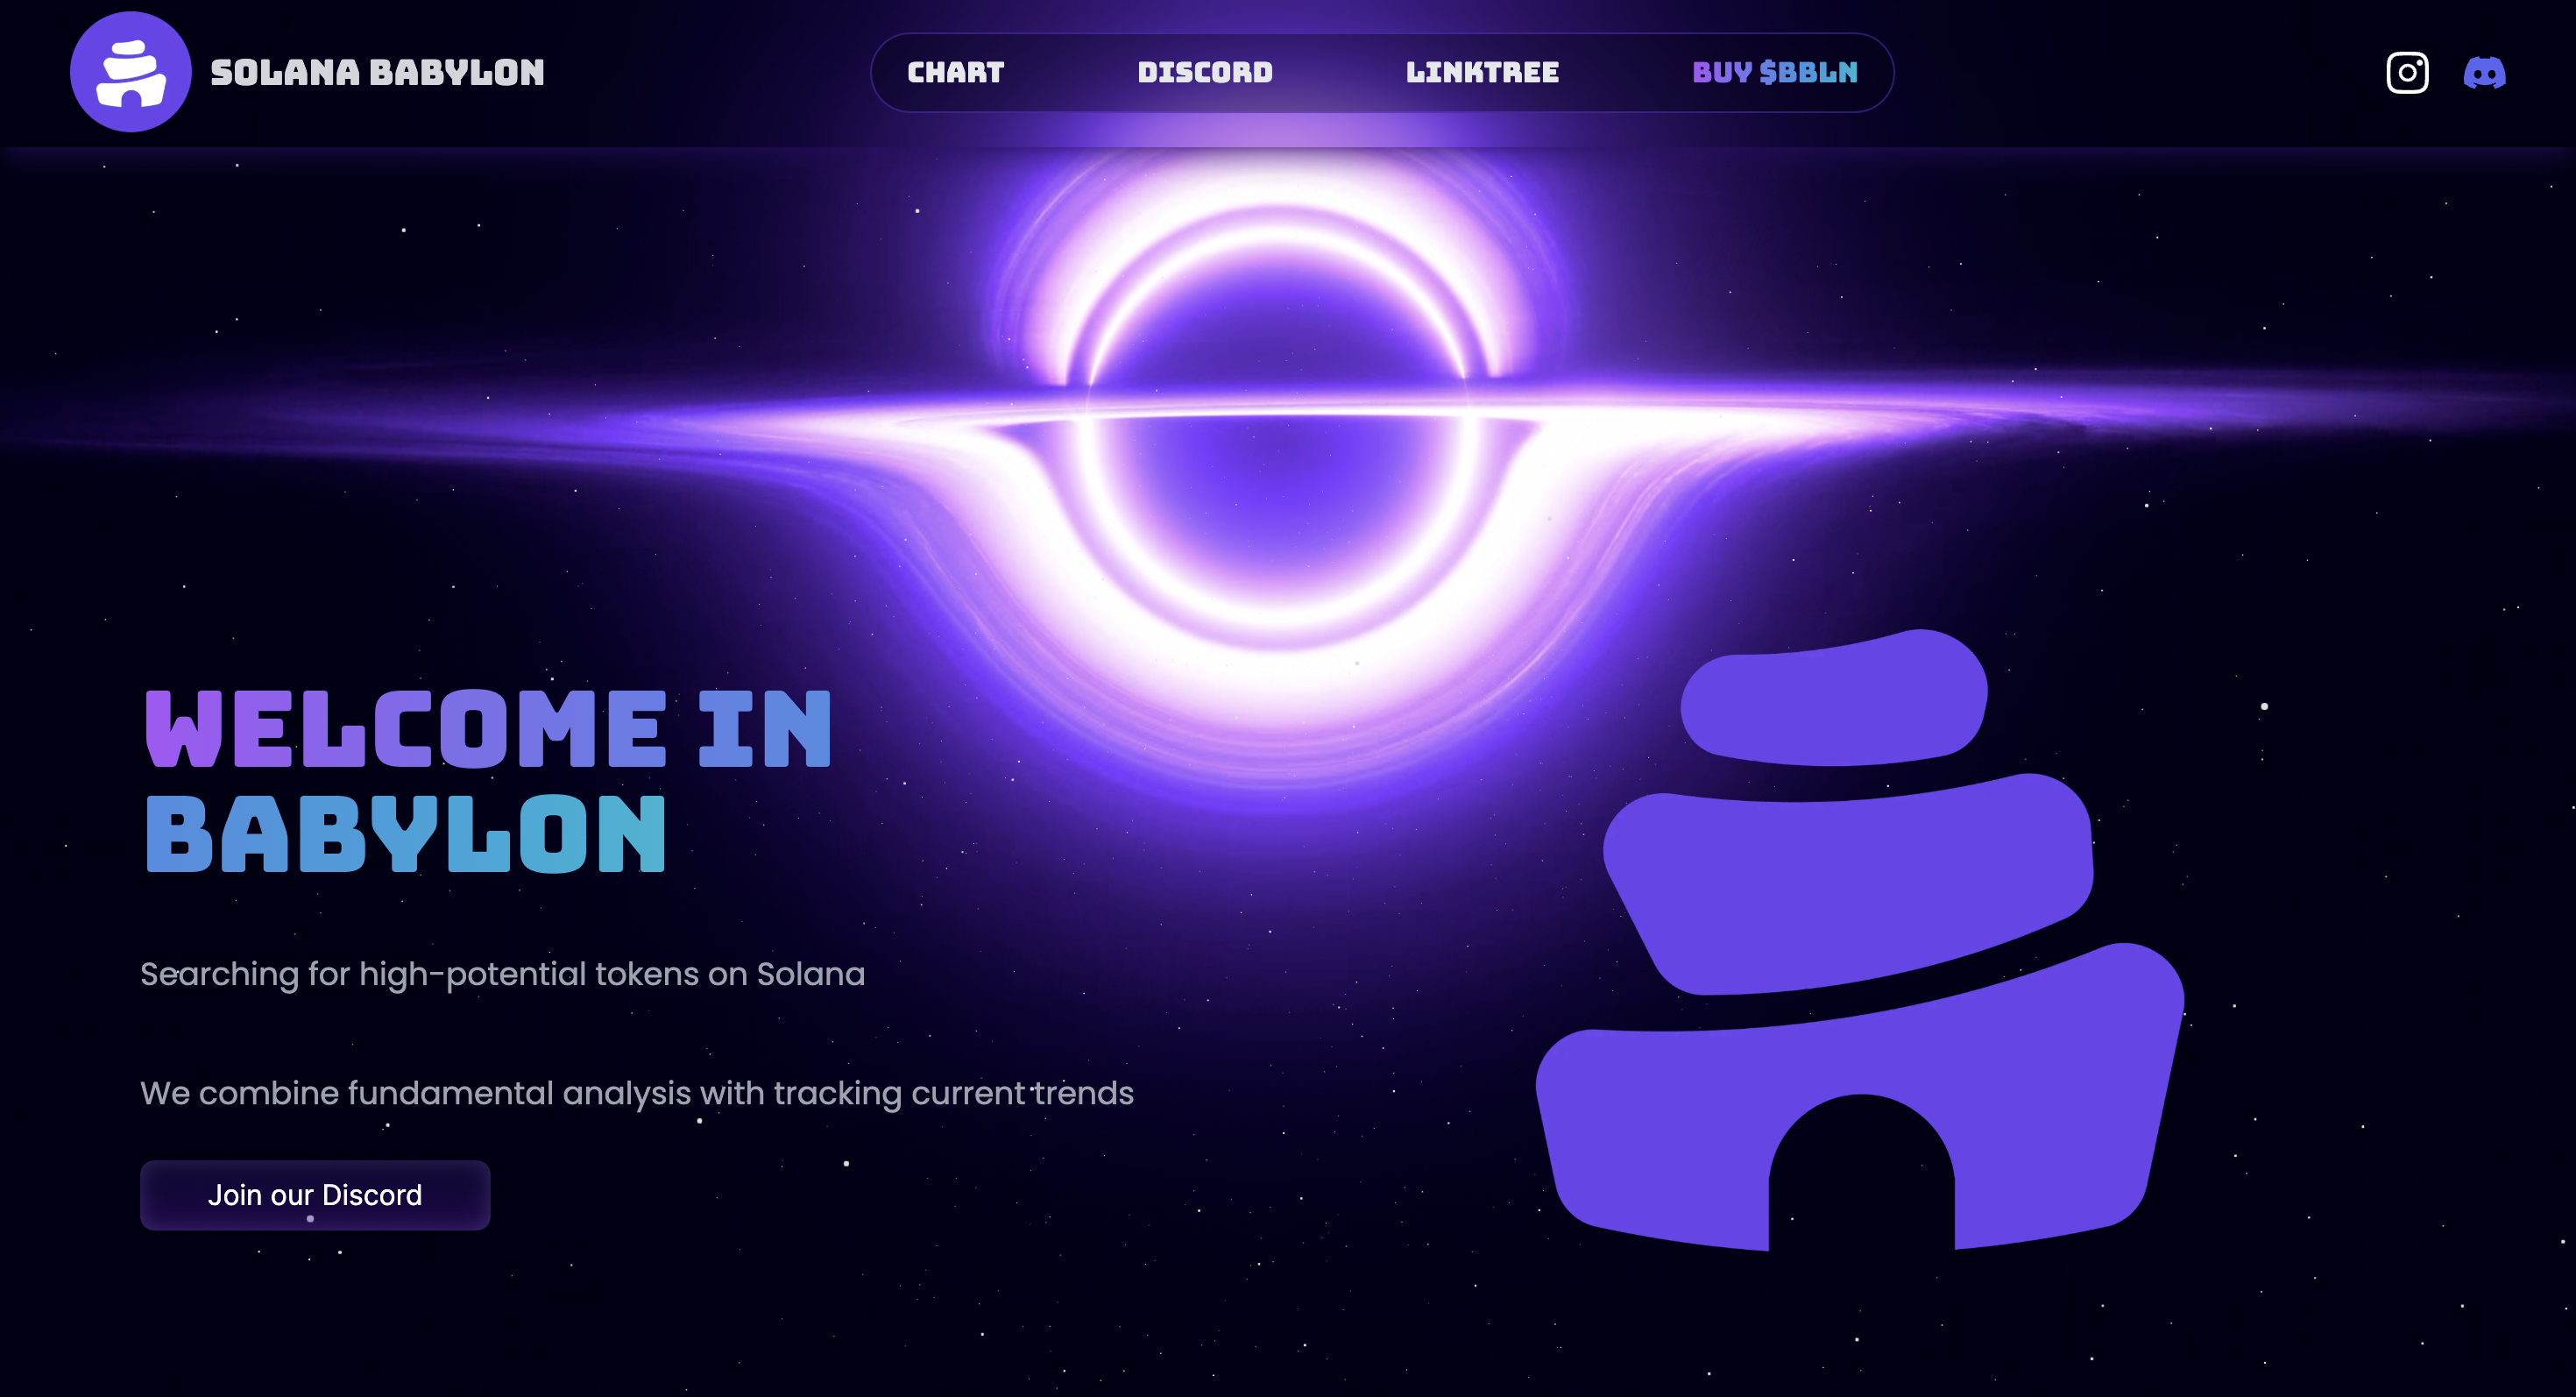 SOLANA BABYLON
CHART
DISCORD
LINKTREE
BUY $BBLN
WELCOME IN
BABYLON
Searching for high-potential tokens on Solana
We combine fundamental analysis with tracking current trends
Join our Discord